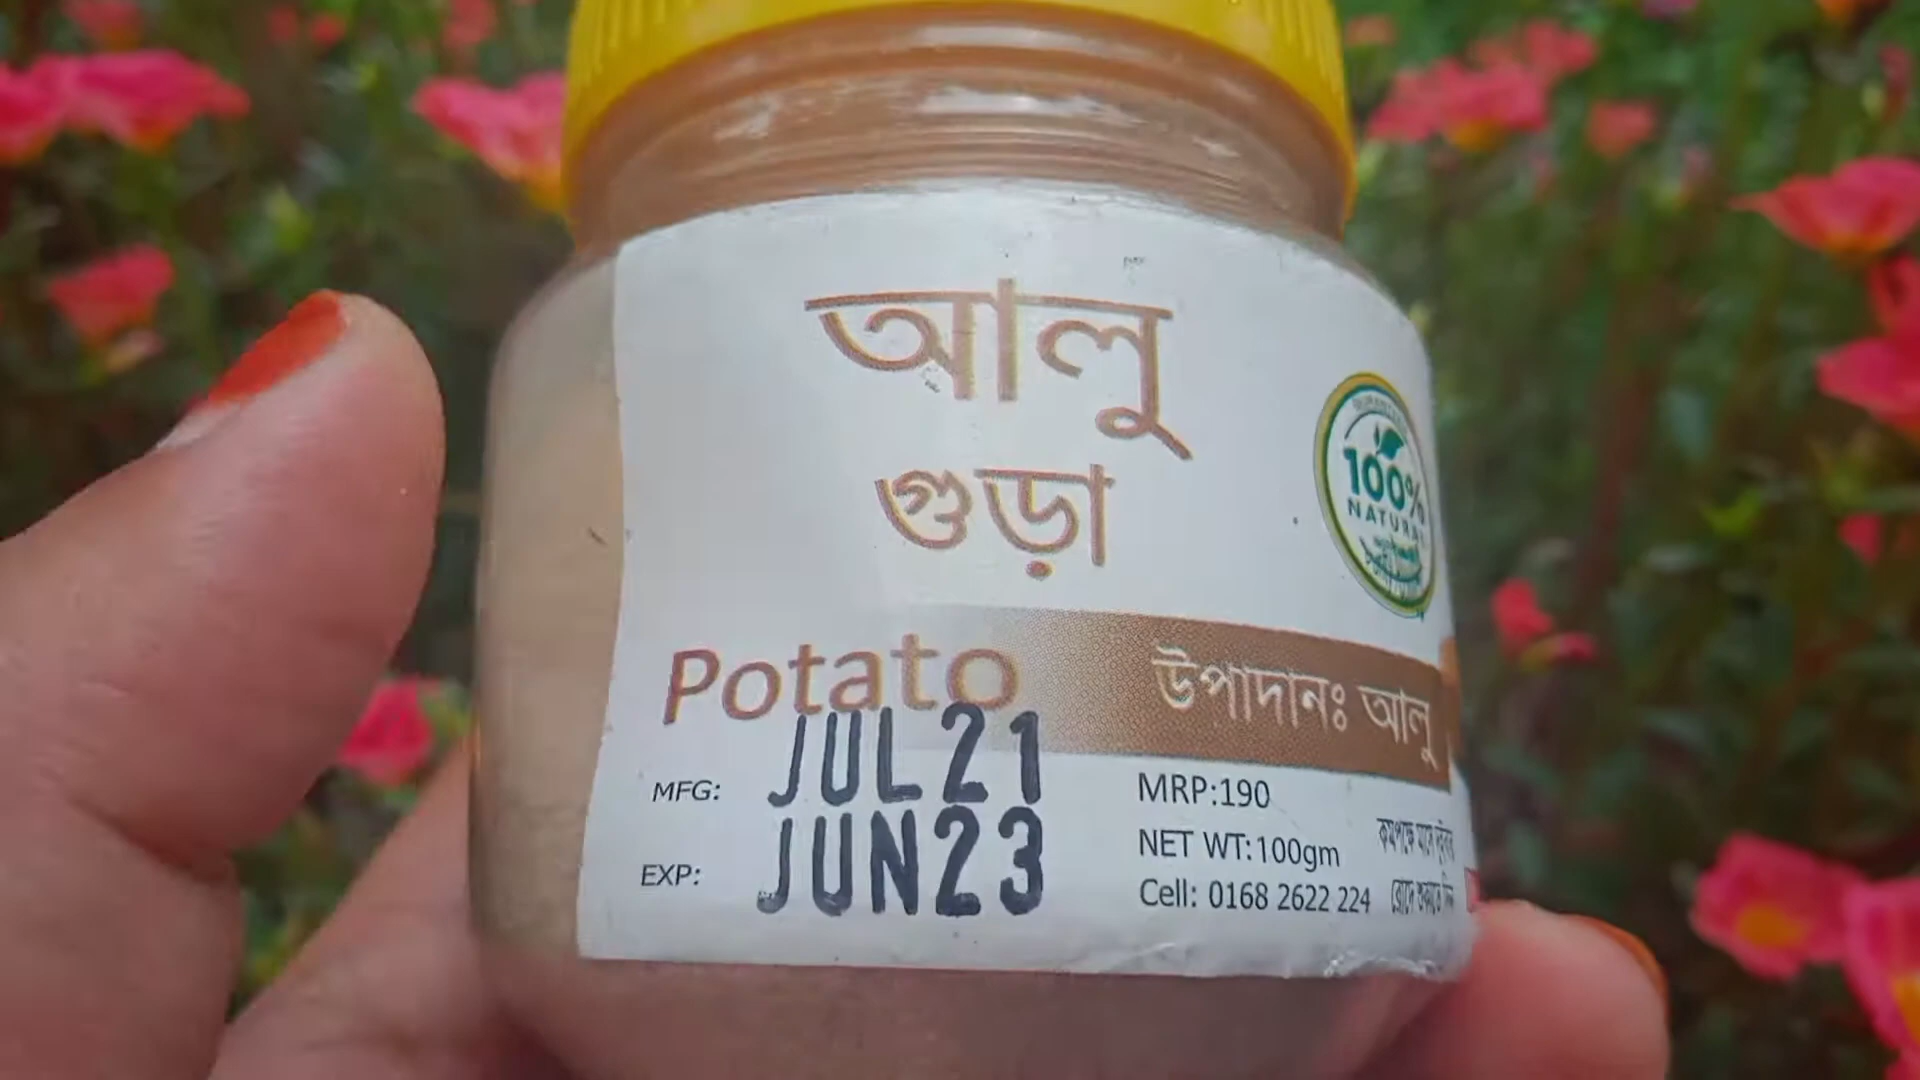 আলু
গুড়া
100%
NATURAL
Potato
উপাদানঃ আলু
MFG: JUL21
EXP: JUN23
MRP:190
NET WT:100gm
Cell: 0168 2622 224
কমপক্ষে মাসে
রোদে শুকাতে দিন